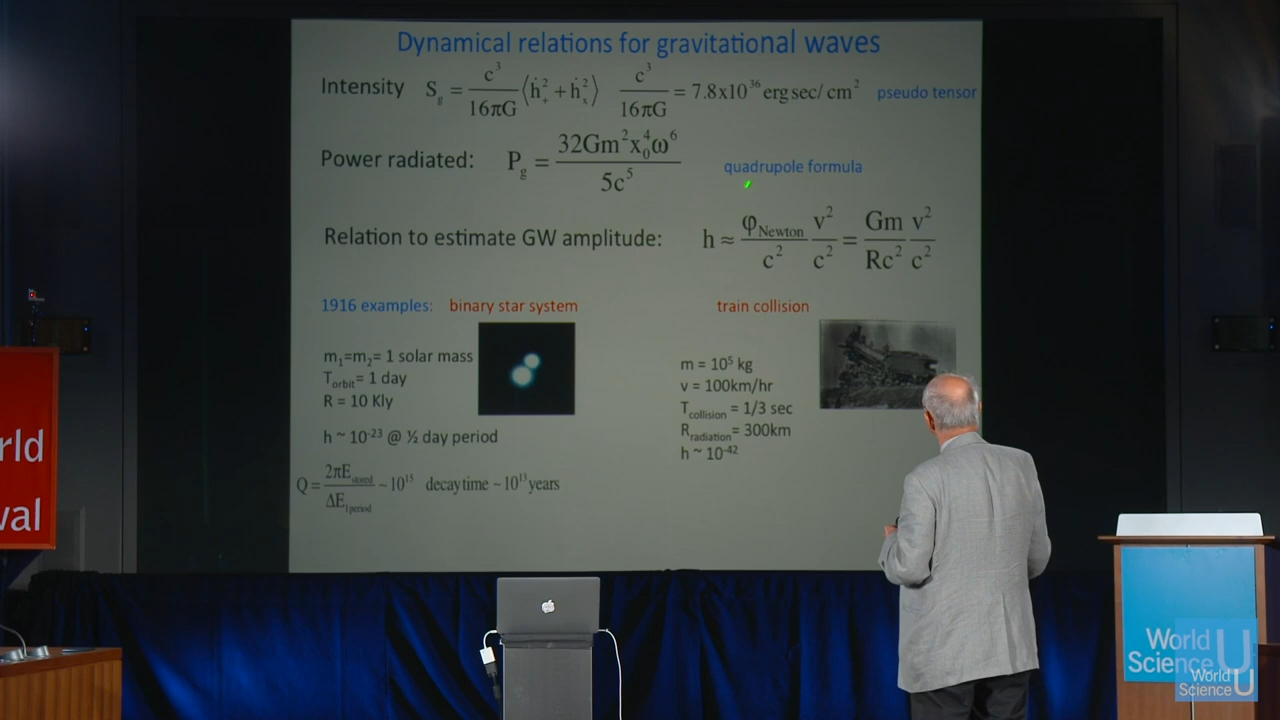 Dynamical relations for gravitational waves
Intensity S_g = c³/16πG ⟨ḣ₊² + ḣₓ²⟩ c³/16πG = 7.8x10³⁶ erg sec/cm² pseudo tensor
Power radiated: P_g = 32Gm²x₀⁴ω⁶/5c⁵ quadrupole formula
Relation to estimate GW amplitude: h ≈ φ_Newton/c² v²/c² = Gm/Rc² v²/c²
1916 examples: binary star system
train collision
m₁=m₂= 1 solar mass
T_orbit= 1 day
R = 10 Kly
h ~ 10⁻²³ @ ½ day period
Q = 2πE_stored/ΔE_1period ~ 10¹⁵ decay time ~ 10¹³ years
m = 10⁵ kg
v = 100km/hr
T_collision = 1/3 sec
R_radiation = 300km
h ~ 10⁻⁴²
rld
val
World
Science U
World
Science U